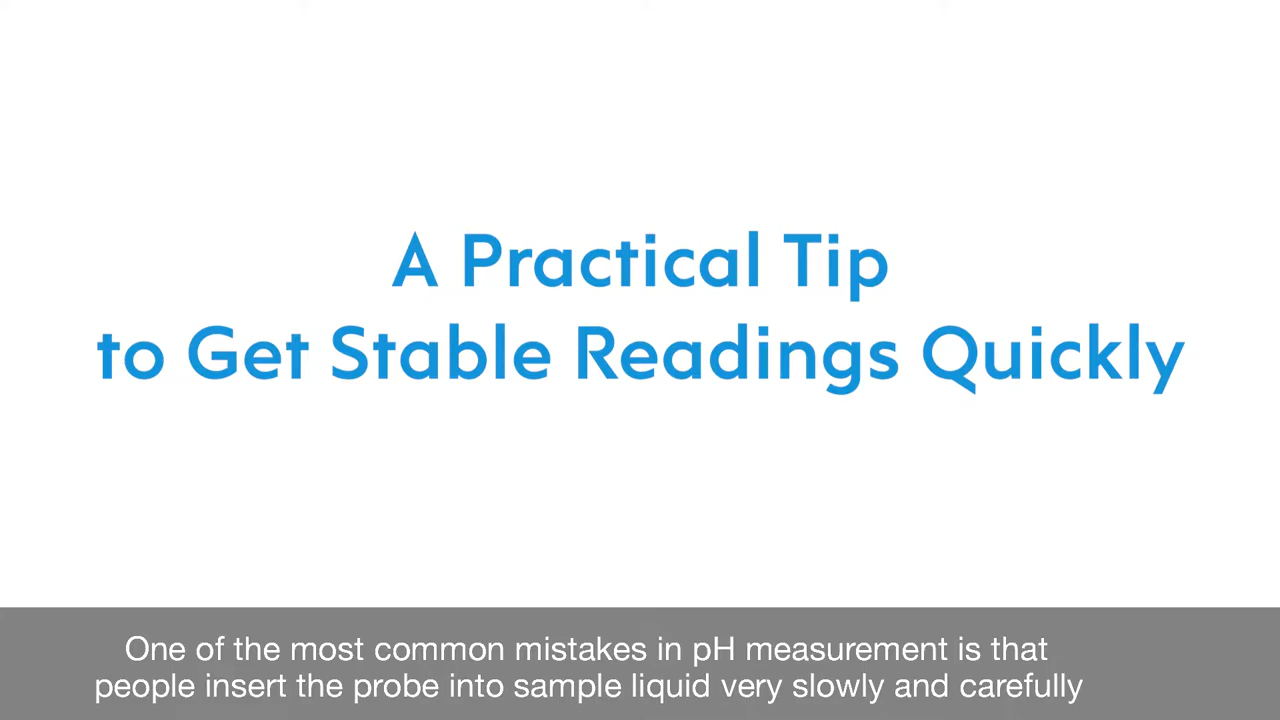 A Practical Tip
to Get Stable Readings Quickly
One of the most common mistakes in pH measurement is that
people insert the probe into sample liquid very slowly and carefully